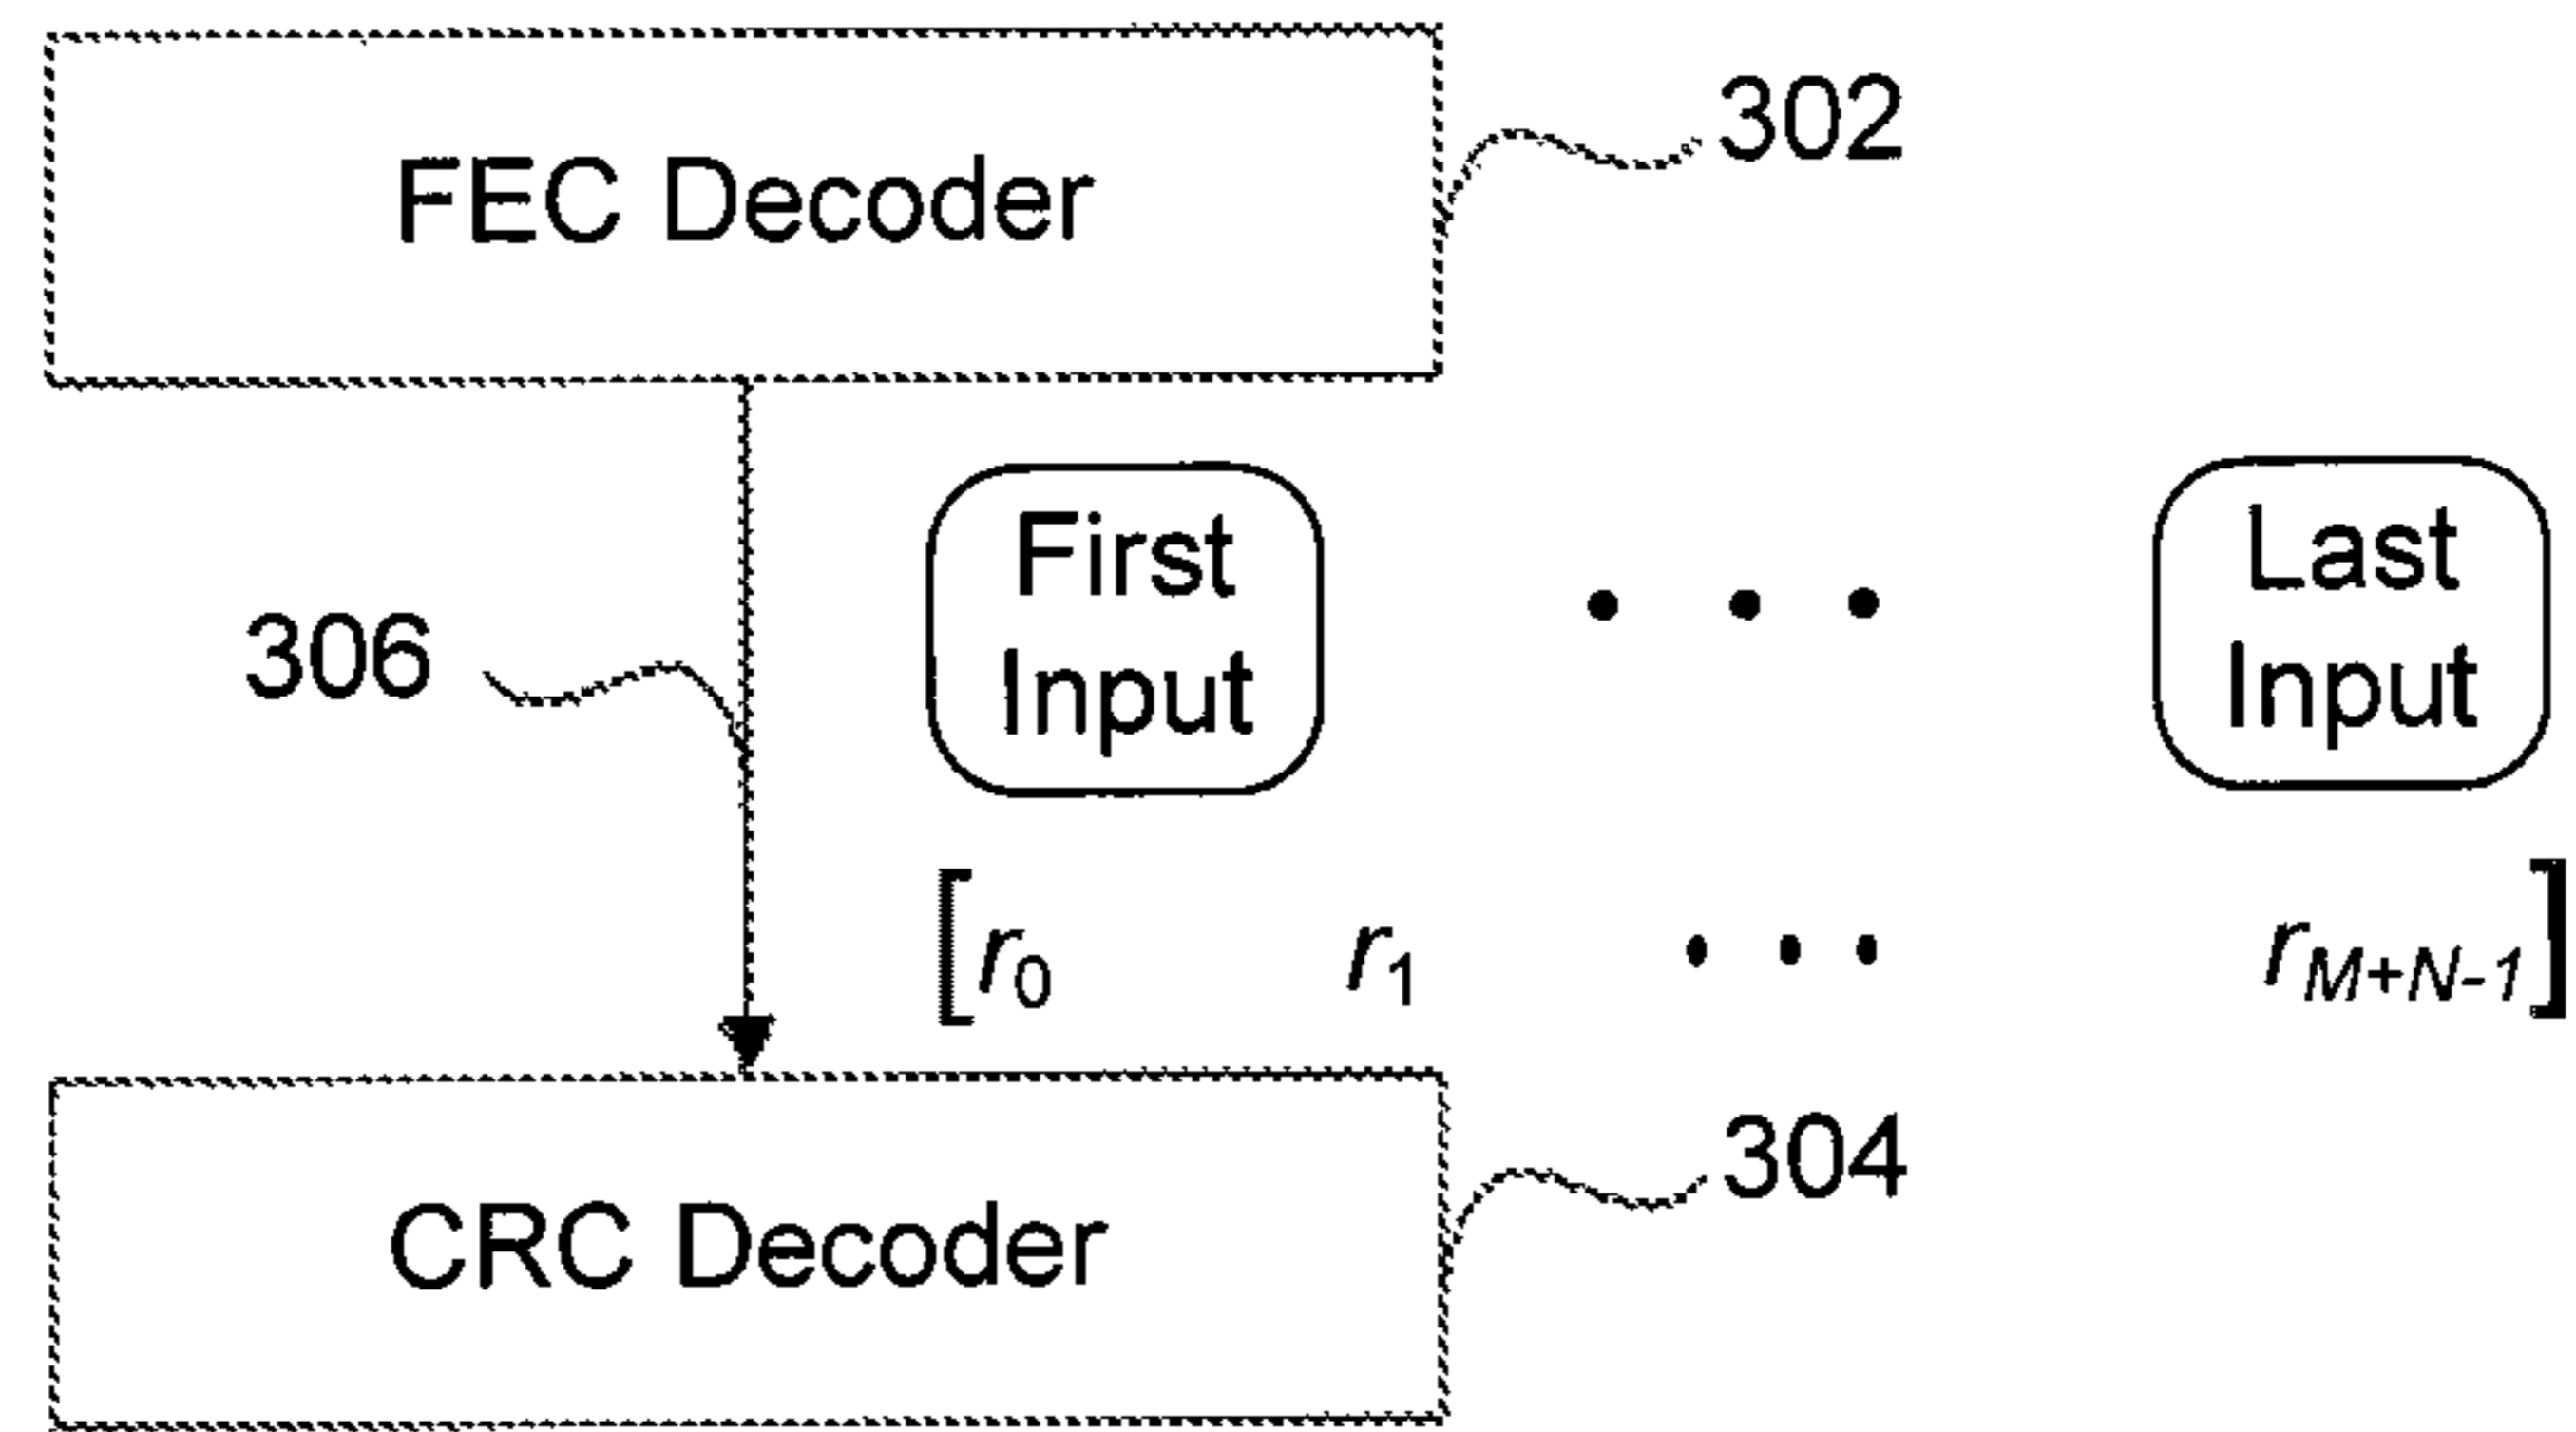 FEC Decoder
302
First Input
• • •
Last Input
306
[r0 r1 • • • rM+N-1]
CRC Decoder
304